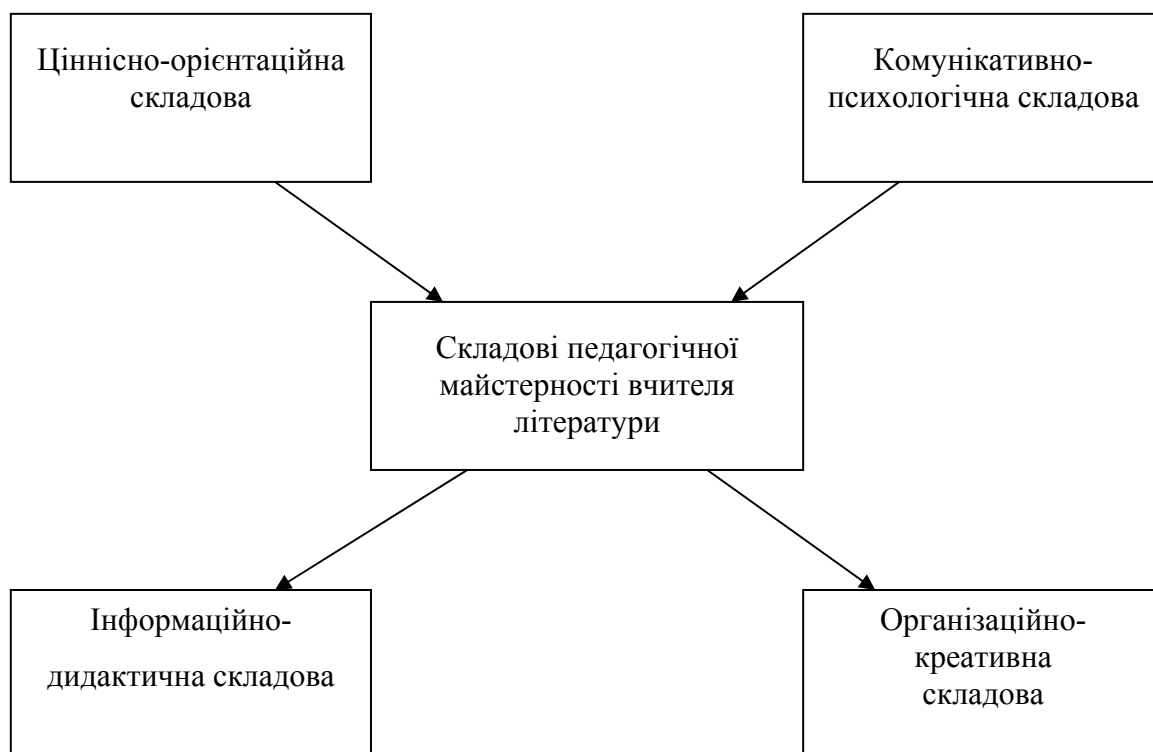 Ціннісно-орієнтаційна
складова
Комунікативно-
психологічна складова
Складові педагогічної
майстерності вчителя
літератури
Інформаційно-
дидактична складова
Організаційно-
креативна
складова